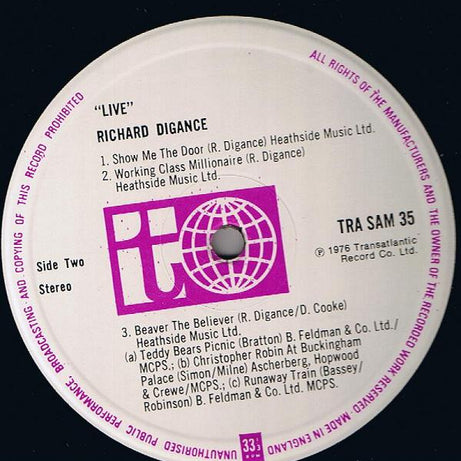 "LIVE"
RICHARD DIGANCE
1. Show Me The Door (R. Digance) Heathside Music Ltd.
2. Working Class Millionaire (R. Digance)
Heathside Music Ltd.
it
TRA SAM 35
Ⓟ 1976 Transatlantic
Record Co. Ltd.
Side Two
Stereo
3. Beaver The Believer (R. Digance/D. Cooke)
Heathside Music Ltd.
(a) Teddy Bears Picnic (Bratton) B. Feldman & Co. Ltd./
MCPS.; (b) Christopher Robin At Buckingham
Palace (Simon/Milne) Ascherberg, Hopwood
& Crewe/MCPS.; (c) Runaway Train (Bassey/
Robinson) B. Feldman & Co. Ltd. MCPS.
ALL RIGHTS OF THE MANUFACTURERS AND THE OWNER OF THE RECORDED WORK RESERVED - MADE IN ENGLAND
33 1/3 RPM
UNAUTHORISED PUBLIC PERFORMANCE, BROADCASTING AND COPYING OF THIS RECORD PROHIBITED